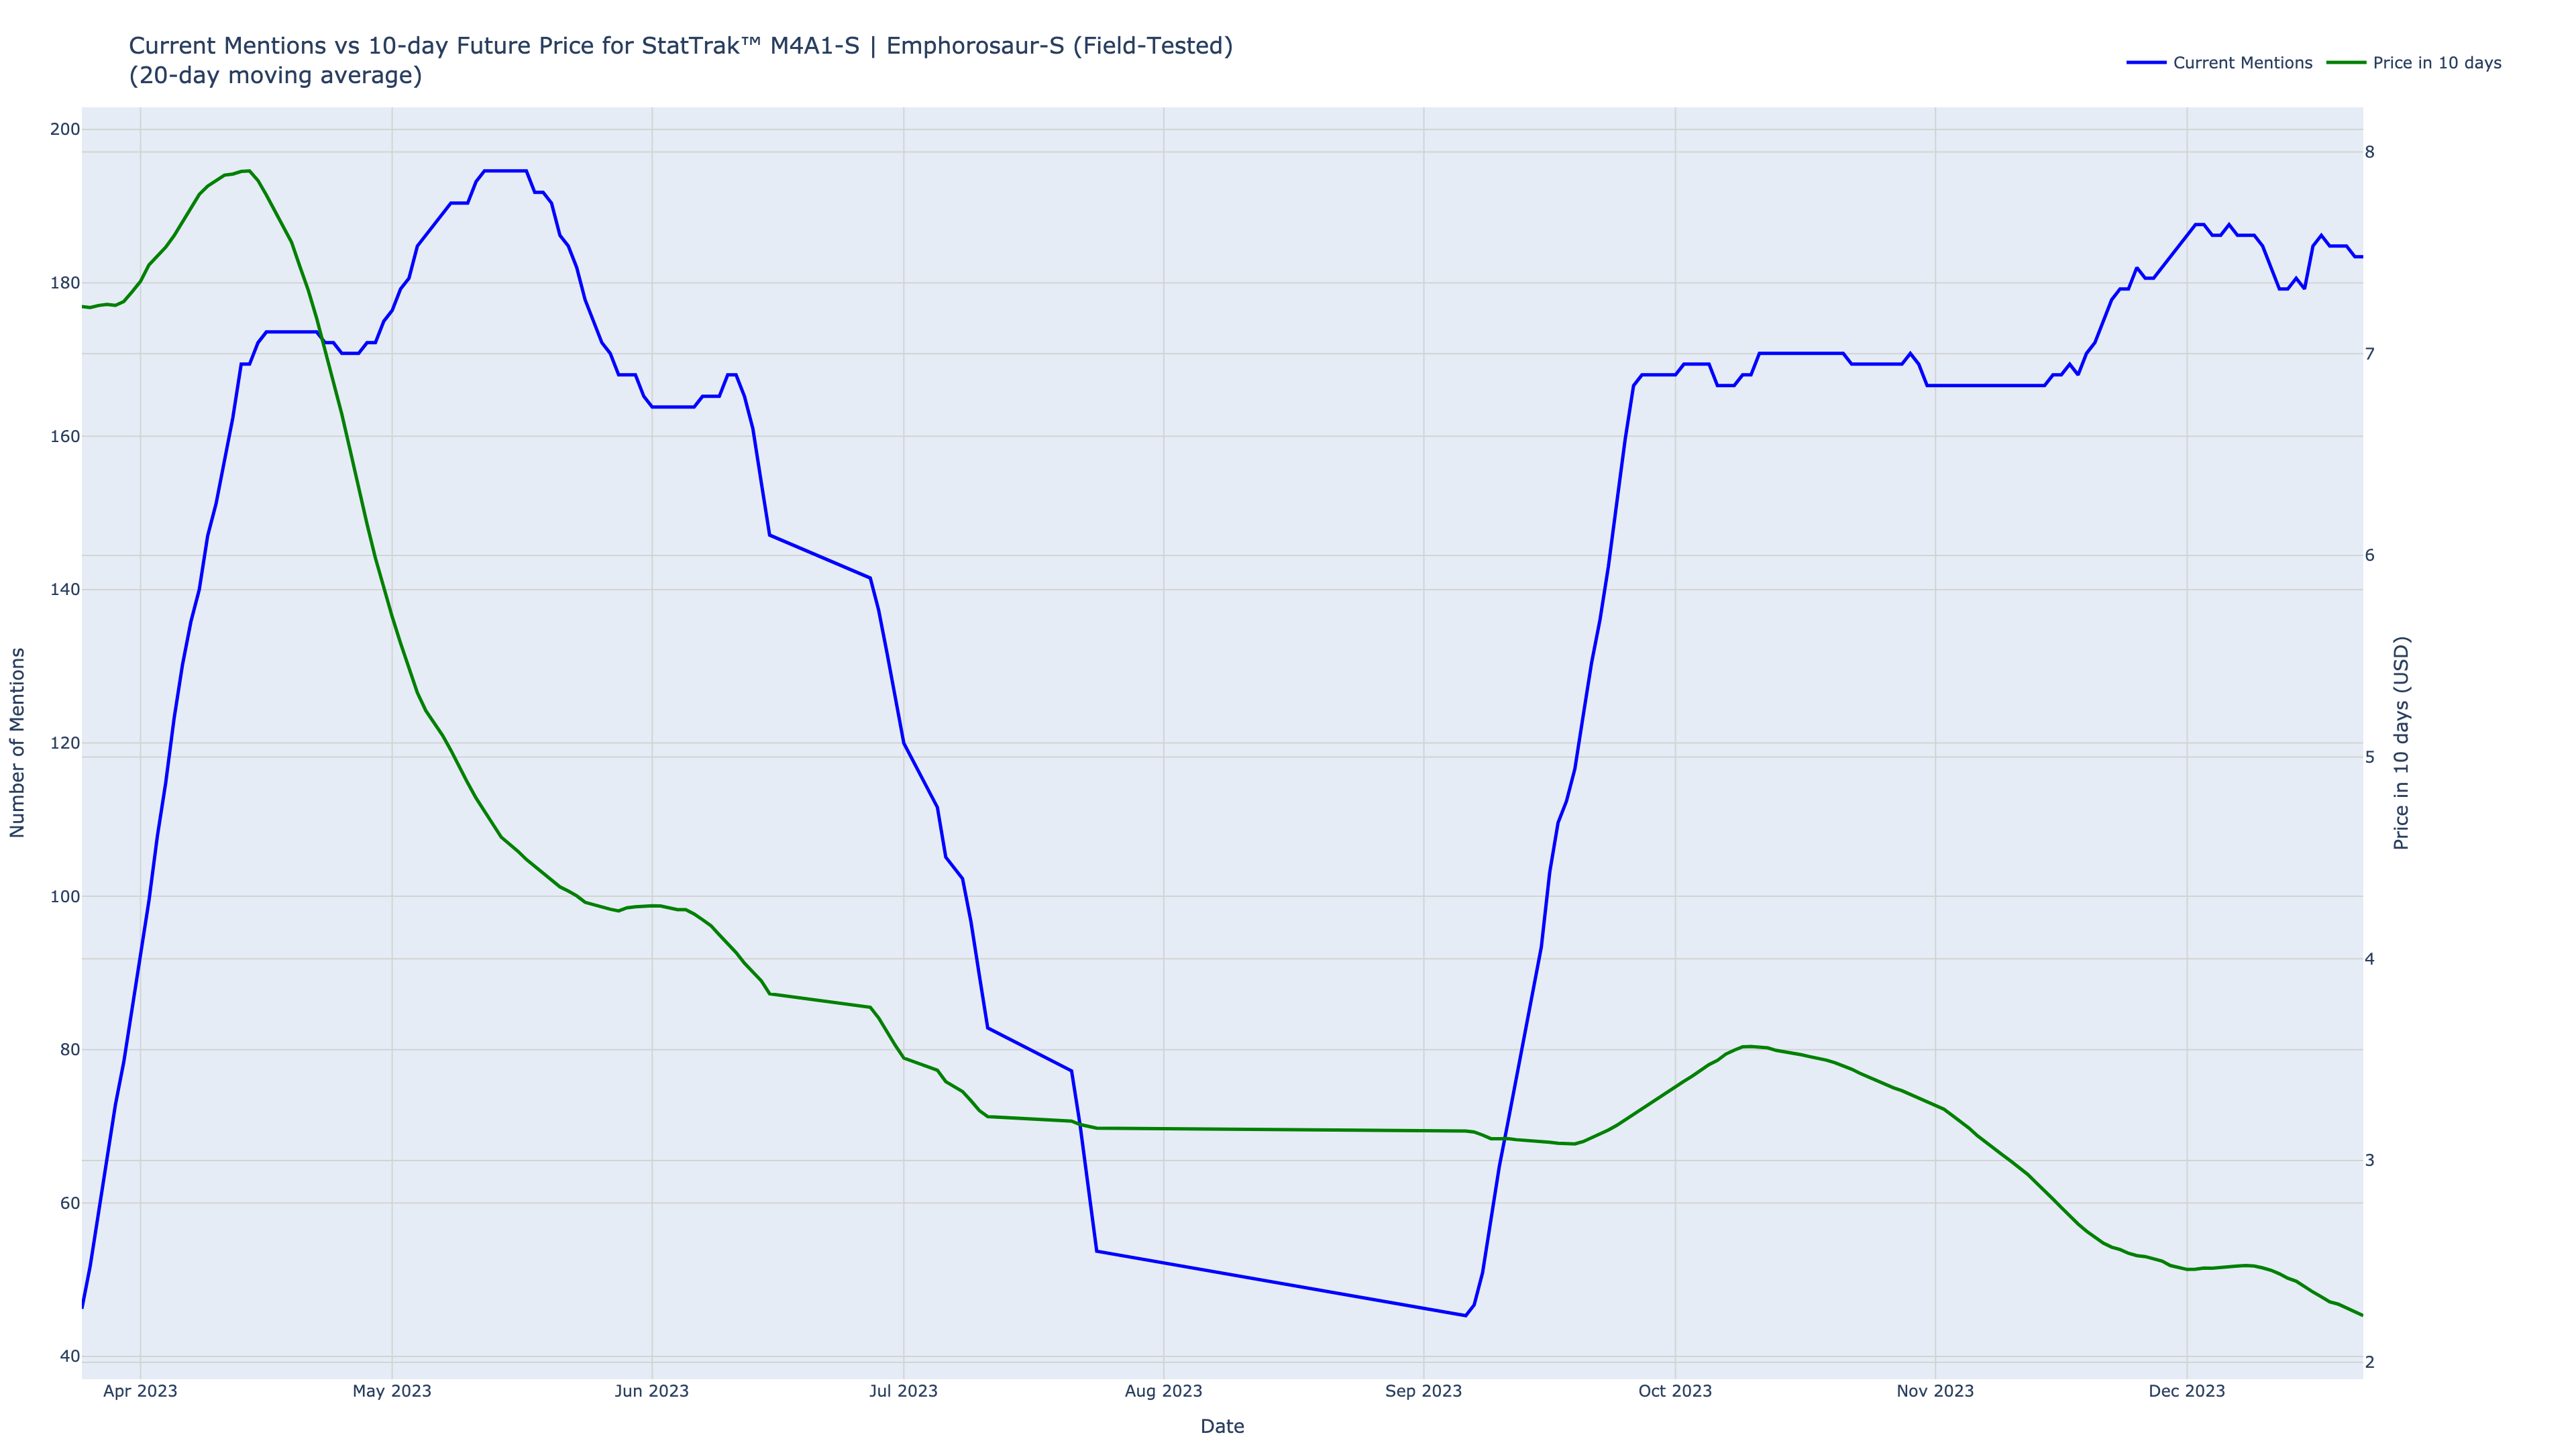 Current Mentions vs 10-day Future Price for StatTrak™ M4A1-S | Emphorosaur-S (Field-Tested)
(20-day moving average)
Current Mentions
Price in 10 days
Number of Mentions
200
180
160
140
120
100
80
60
40
8
7
6
5
4
3
2
Price in 10 days (USD)
Apr 2023
May 2023
Jun 2023
Jul 2023
Aug 2023
Sep 2023
Oct 2023
Nov 2023
Dec 2023
Date